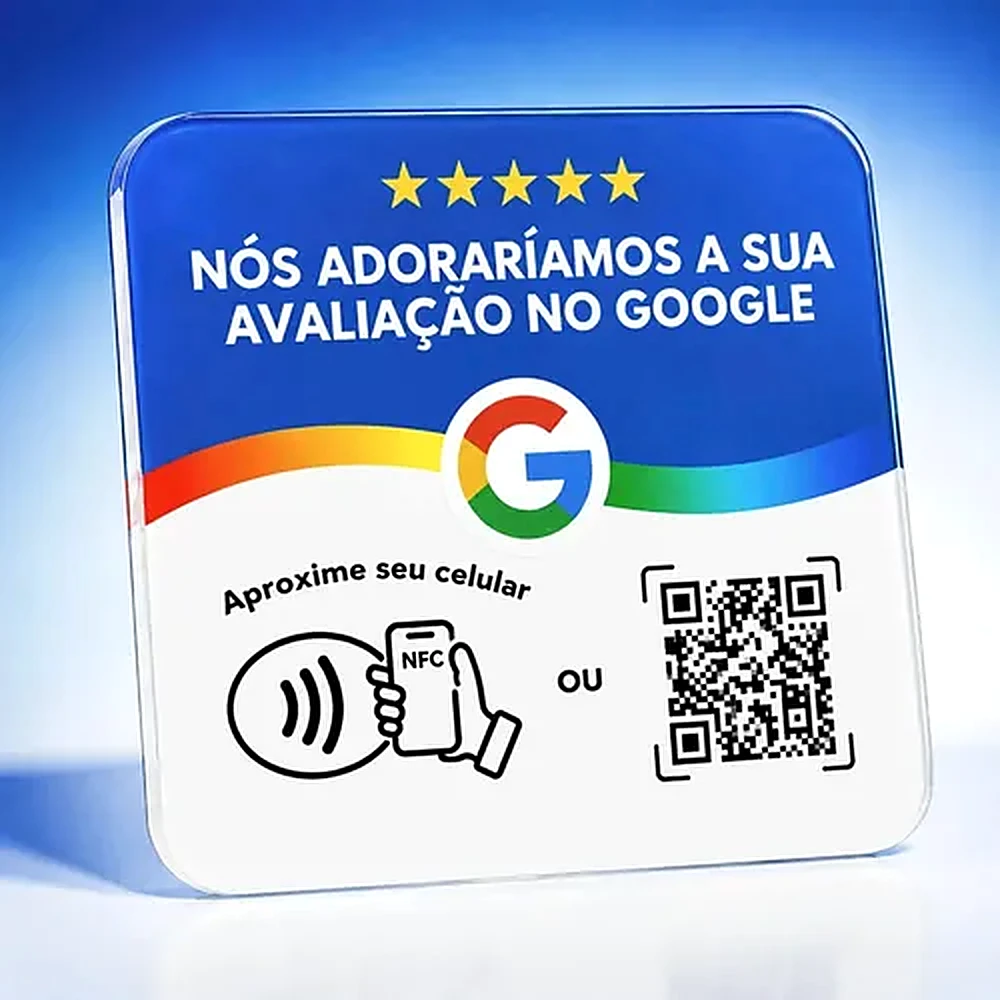 NÓS ADORARÍAMOS A SUA
AVALIAÇÃO NO GOOGLE
G
Aproxime seu celular
NFC
OU